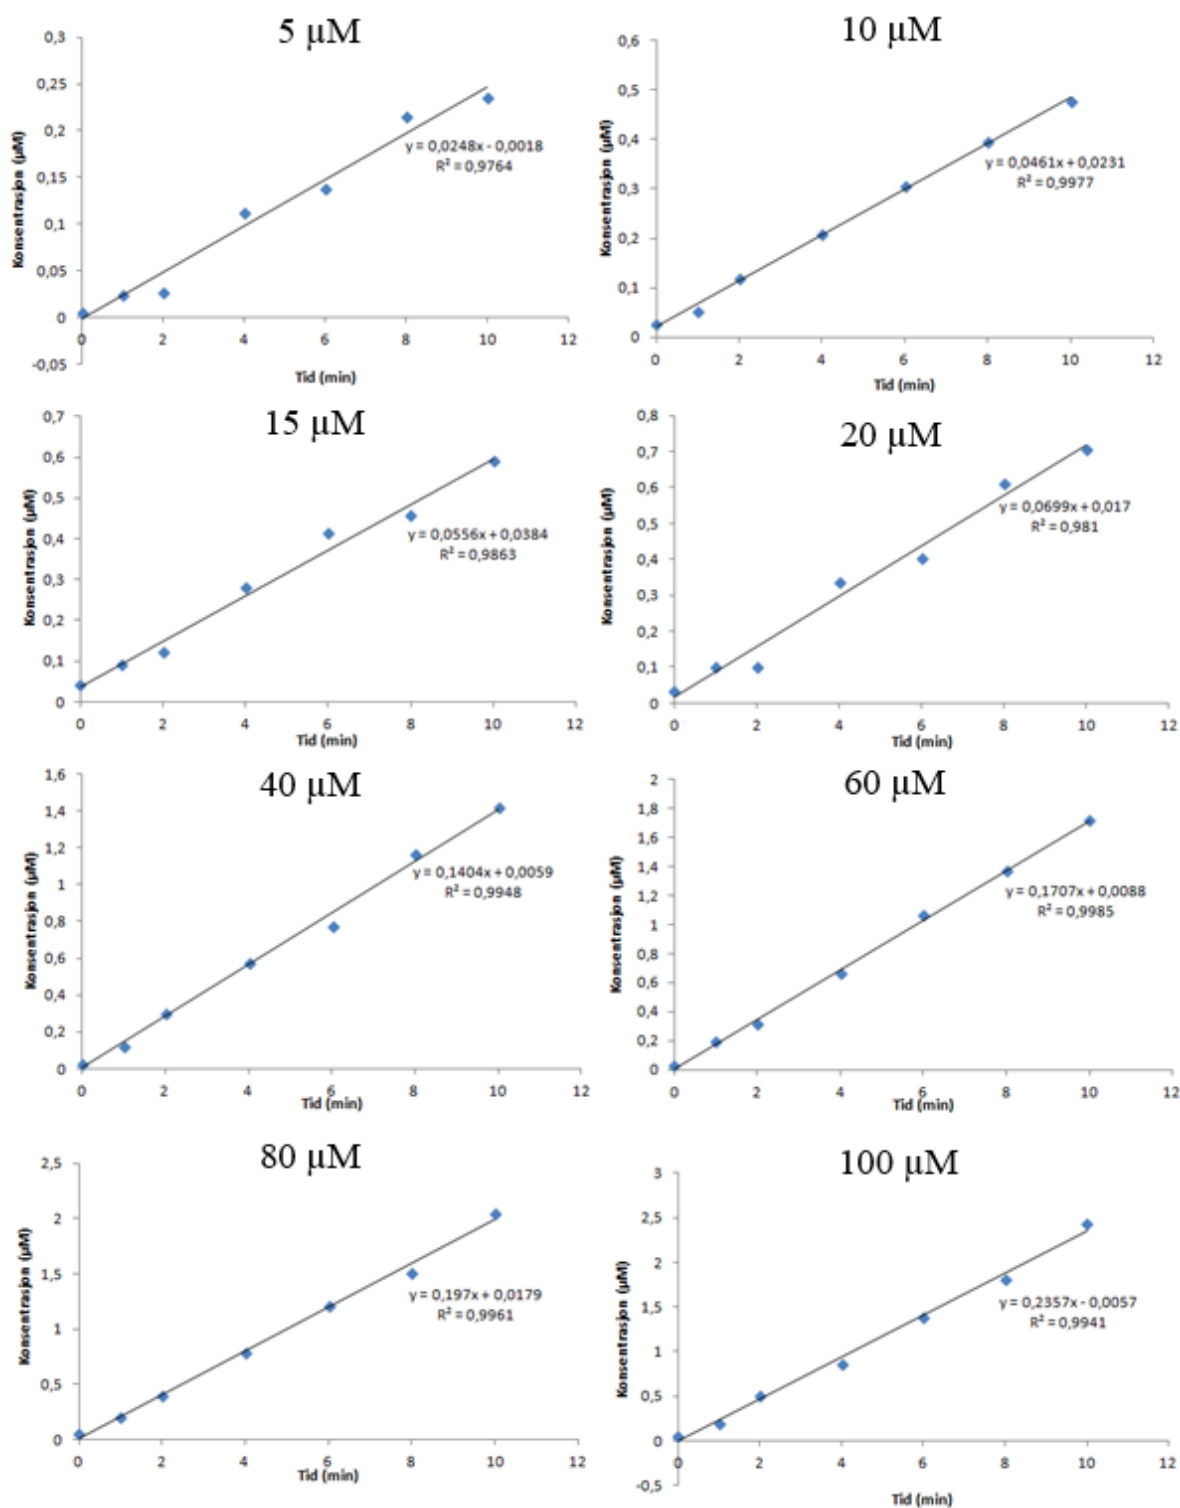 5 µM
0,3
0,25
0,2
0,15
0,1
0,05
0
-0,05
Konsentrasjon (µM)
y = 0,0248x - 0,0018
R² = 0,9764
0 2 4 6 8 10 12
Tid (min)
10 µM
0,6
0,5
0,4
0,3
0,2
0,1
0
Konsentrasjon (µM)
y = 0,0461x + 0,0231
R² = 0,9977
0 2 4 6 8 10 12
Tid (min)
15 µM
0,7
0,6
0,5
0,4
0,3
0,2
0,1
0
Konsentrasjon (µM)
y = 0,0556x + 0,0384
R² = 0,9863
0 2 4 6 8 10 12
Tid (min)
20 µM
0,8
0,7
0,6
0,5
0,4
0,3
0,2
0,1
0
Konsentrasjon (µM)
y = 0,0699x + 0,017
R² = 0,981
0 2 4 6 8 10 12
Tid (min)
40 µM
1,6
1,4
1,2
1
0,8
0,6
0,4
0,2
0
Konsentrasjon (µM)
y = 0,1404x + 0,0059
R² = 0,9948
0 2 4 6 8 10 12
Tid (min)
60 µM
2
1,8
1,6
1,4
1,2
1
0,8
0,6
0,4
0,2
0
Konsentrasjon (µM)
y = 0,1707x + 0,0088
R² = 0,9985
0 2 4 6 8 10 12
Tid (min)
80 µM
2,5
2
1,5
1
0,5
0
Konsentrasjon (µM)
y = 0,197x + 0,0179
R² = 0,9961
0 2 4 6 8 10 12
Tid (min)
100 µM
3
2,5
2
1,5
1
0,5
0
-0,5
Konsentrasjon (µM)
y = 0,2357x - 0,0057
R² = 0,9941
0 2 4 6 8 10 12
Tid (min)